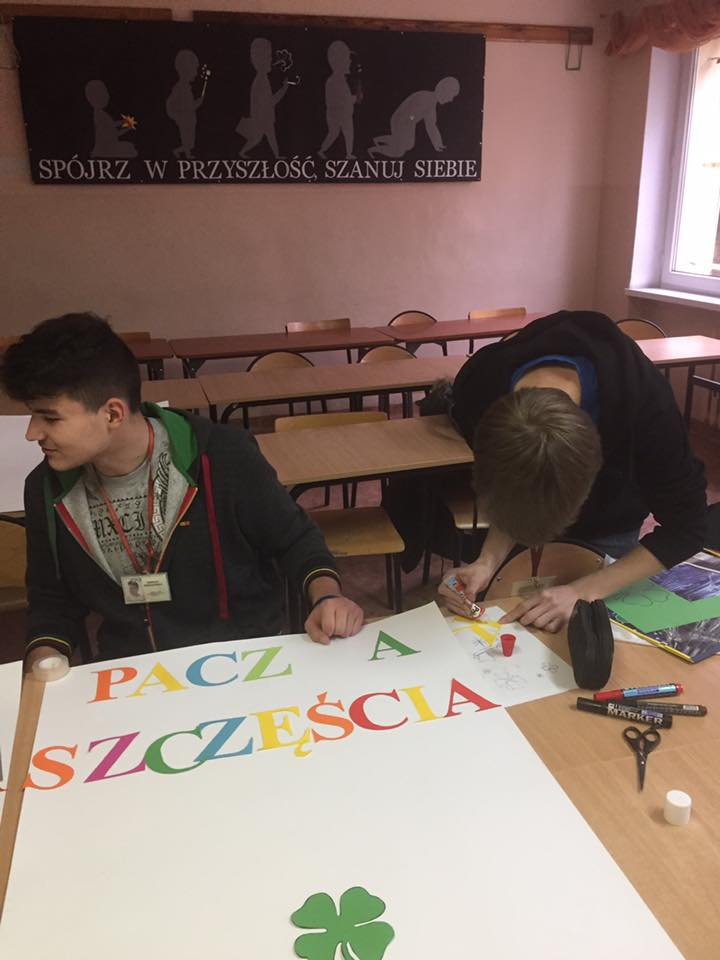 SPÓJRZ W PRZYSZŁOŚĆ, SZANUJ SIEBIE
PACZ A
SZCZĘŚCIA
MARKER